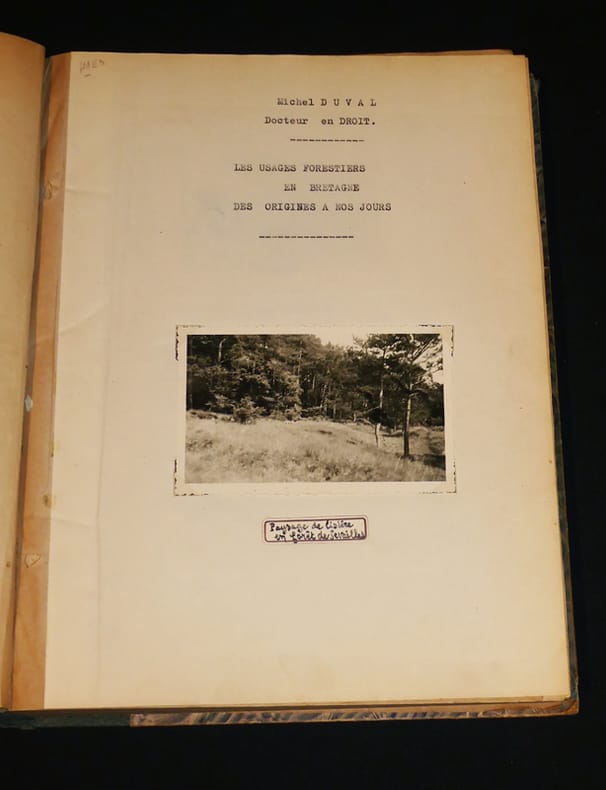 Michel D U V A L
Docteur en DROIT.
------------
LES USAGES FORESTIERS
EN BRETAGNE
DES ORIGINES A NOS JOURS
---------------
Paysage de lisière
en forêt de